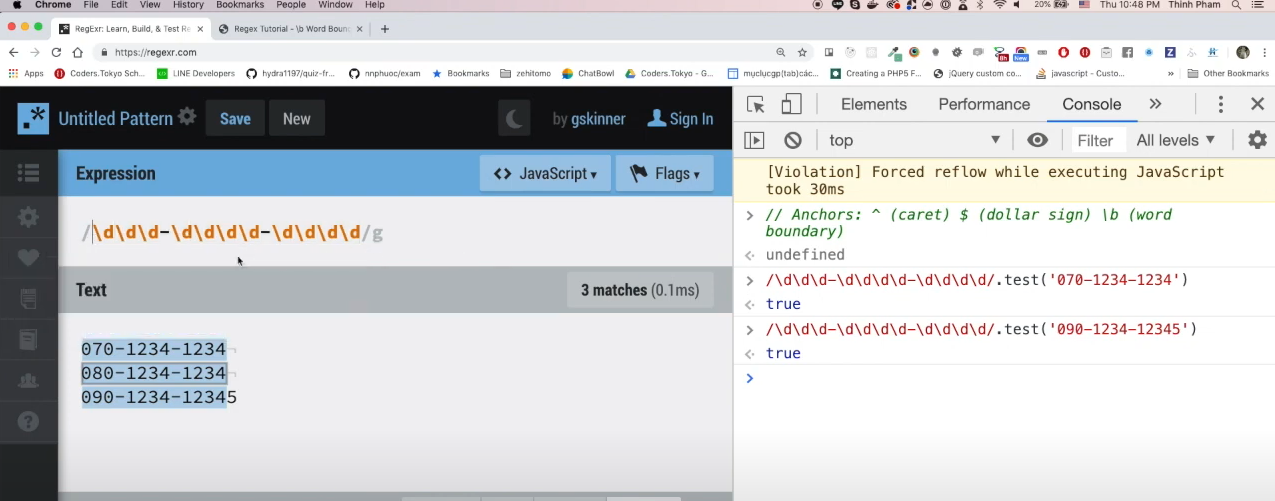 Chrome File Edit View History Bookmarks People Window Help
20% Thu 10:48 PM Thinh Pham
RegExr: Learn, Build, & Test Re
Regex Tutorial - \b Word Boun
https://regexr.com
8h New
Apps Coders.Tokyo Sch... LINE Developers hydra1197/quiz-fr... nnphuoc/exam Bookmarks zenhitomo ChatBowl Coders.Tokyo - G... mụclụcgp(tab)các... Creating a PHP5 F... jQuery custom co... javascript - Custo... » Other Bookmarks
.* Untitled Pattern Save New by gskinner Sign In
Expression <> JavaScript Flags
/\d\d\d-\d\d\d\d-\d\d\d\d/g
Text 3 matches (0.1ms)
070-1234-1234
080-1234-1234
090-1234-12345
Elements Performance Console »
top Filter All levels
[Violation] Forced reflow while executing JavaScript
took 30ms
// Anchors: ^ (caret) $ (dollar sign) \b (word
boundary)
undefined
/\d\d\d-\d\d\d\d-\d\d\d\d/.test('070-1234-1234')
true
/\d\d\d-\d\d\d\d-\d\d\d\d/.test('090-1234-12345')
true